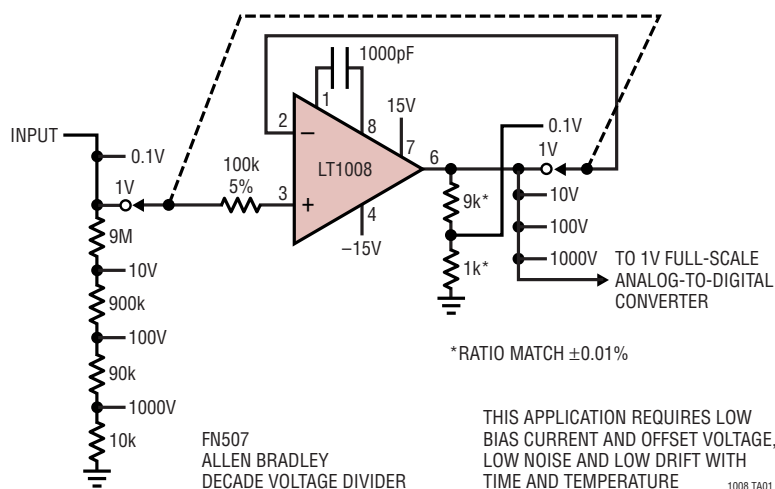 1000pF
2
1
8
15V
7
INPUT
0.1V
0.1V
1V
1V
LT1008
6
100k
5%
3
–
+
4
–15V
9k*
1k*
10V
100V
1000V
9M
10V
900k
100V
90k
1000V
10k
TO 1V FULL-SCALE
ANALOG-TO-DIGITAL
CONVERTER
*RATIO MATCH ±0.01%
FN507
ALLEN BRADLEY
DECADE VOLTAGE DIVIDER
THIS APPLICATION REQUIRES LOW
BIAS CURRENT AND OFFSET VOLTAGE,
LOW NOISE AND LOW DRIFT WITH
TIME AND TEMPERATURE
1008 TA01